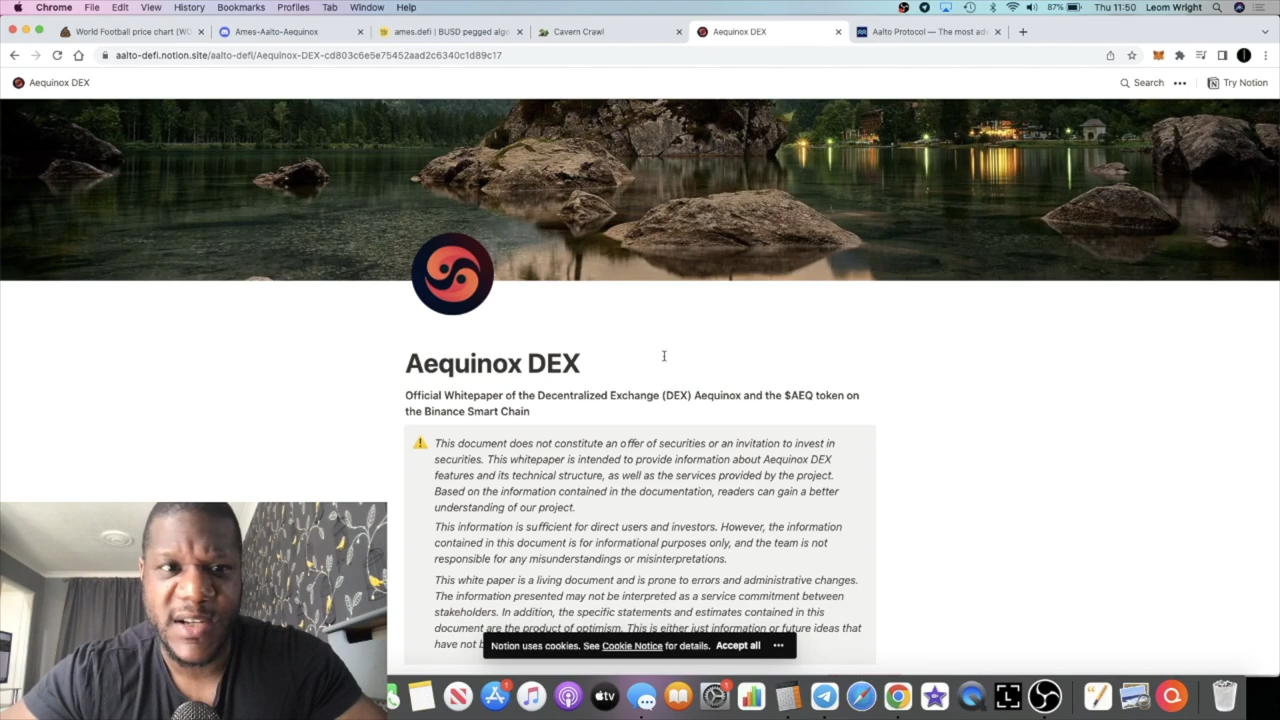 Chrome File Edit View History Bookmarks Profiles Tab Window Help 87% Thu 11:50 Leom Wright
World Football price chart (WO Ames-Aalto-Aequinox ames.defi | BUSD pegged algo Cavern Crawl Aequinox DEX Aalto Protocol — The most adv
aalto-defi.notion.site/aalto-defi/Aequinox-DEX-cd803c6e5e75452aad2c6340c1d89c17
Aequinox DEX Search Try Notion
Aequinox DEX
Official Whitepaper of the Decentralized Exchange (DEX) Aequinox and the $AEQ token on
the Binance Smart Chain
This document does not constitute an offer of securities or an invitation to invest in
securities. This whitepaper is intended to provide information about Aequinox DEX
features and its technical structure, as well as the services provided by the project.
Based on the information contained in the documentation, readers can gain a better
understanding of our project.
This information is sufficient for direct users and investors. However, the information
contained in this document is for informational purposes only, and the team is not
responsible for any misunderstandings or misinterpretations.
This white paper is a living document and is prone to errors and administrative changes.
The information presented may not be interpreted as a service commitment between
stakeholders. In addition, the specific statements and estimates contained in this
document are the product of optimism. This is either just information or future ideas that
have not b
Notion uses cookies. See Cookie Notice for details. Accept all
tv
1
1